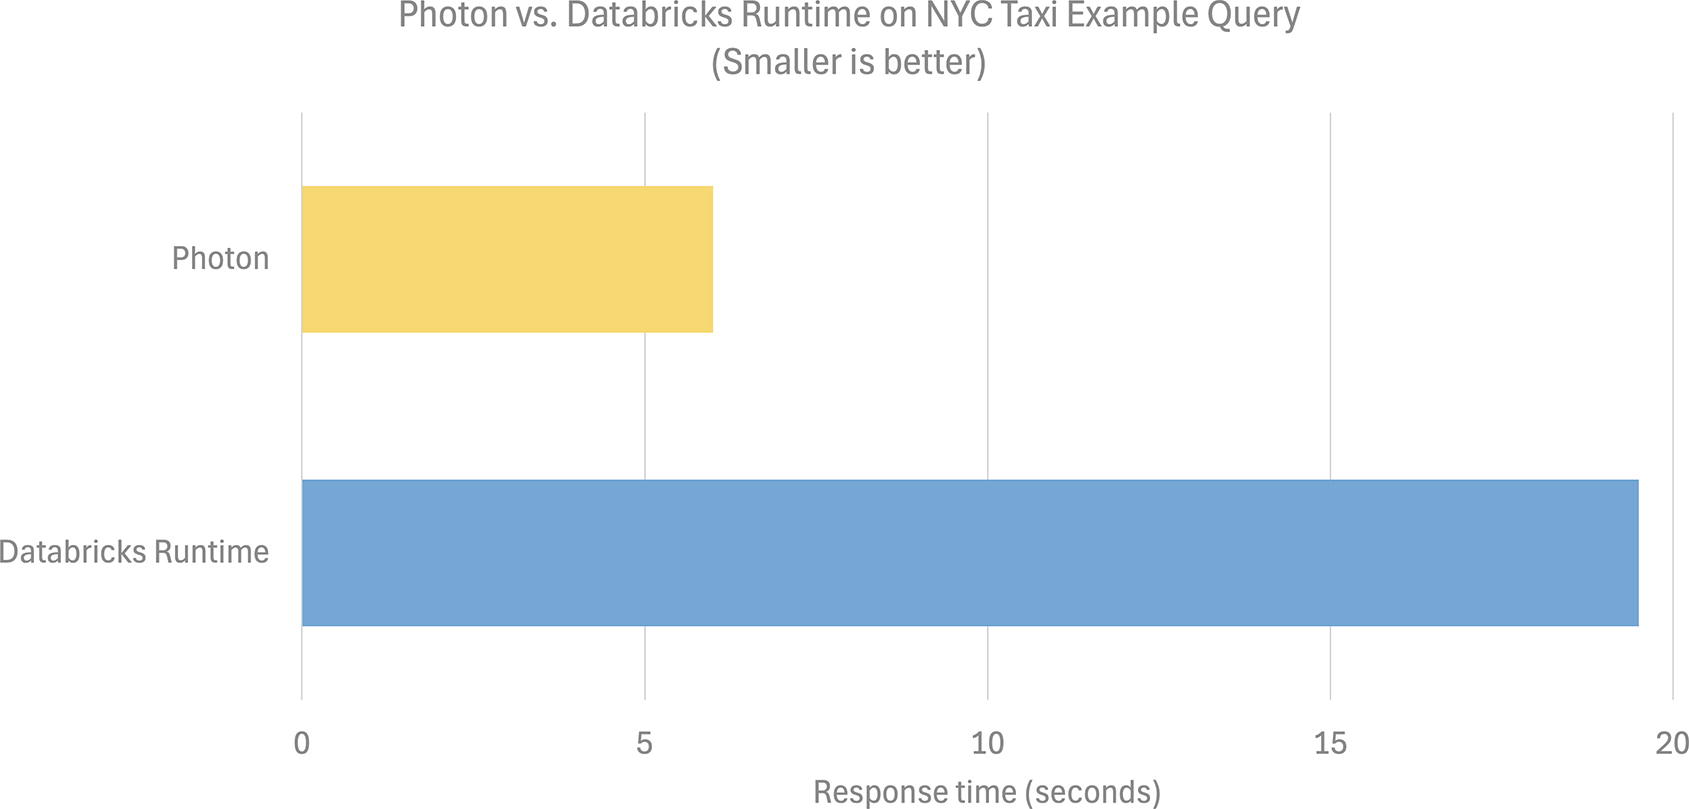 Photon vs. Databricks Runtime on NYC Taxi Example Query
(Smaller is better)
Photon
Databricks Runtime
0 5 10 15 20
Response time (seconds)